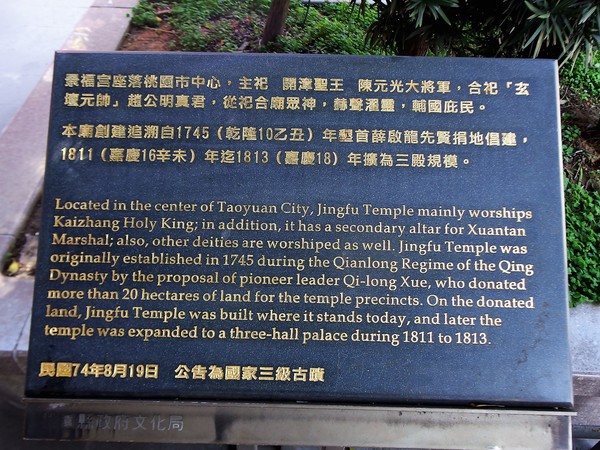 景福宮座落桃園市中心，主祀　開漳聖王　陳元光大將軍，合祀「玄
壇元帥」趙公明真君，從祀合廟眾神，赫聲濯靈，輔國庶民。
本廟創建追溯自1745（乾隆10乙丑）年墾首薛啟龍先賢捐地倡建，
1811（嘉慶16辛未）年迄1813（嘉慶18）年擴為三殿規模。
Located in the center of Taoyuan City, Jingfu Temple mainly worships
Kaizhang Holy King; in addition, it has a secondary altar for Xuantan
Marshal; also, other deities are worshiped as well. Jingfu Temple was
originally established in 1745 during the Qianlong Regime of the Qing
Dynasty by the proposal of pioneer leader Qi-long Xue, who donated
more than 20 hectares of land for the temple precincts. On the donated
land, Jingfu Temple was built where it stands today, and later the
temple was expanded to a three-hall palace during 1811 to 1813.
民國74年8月19日　公告為國家三級古蹟
縣政府文化局